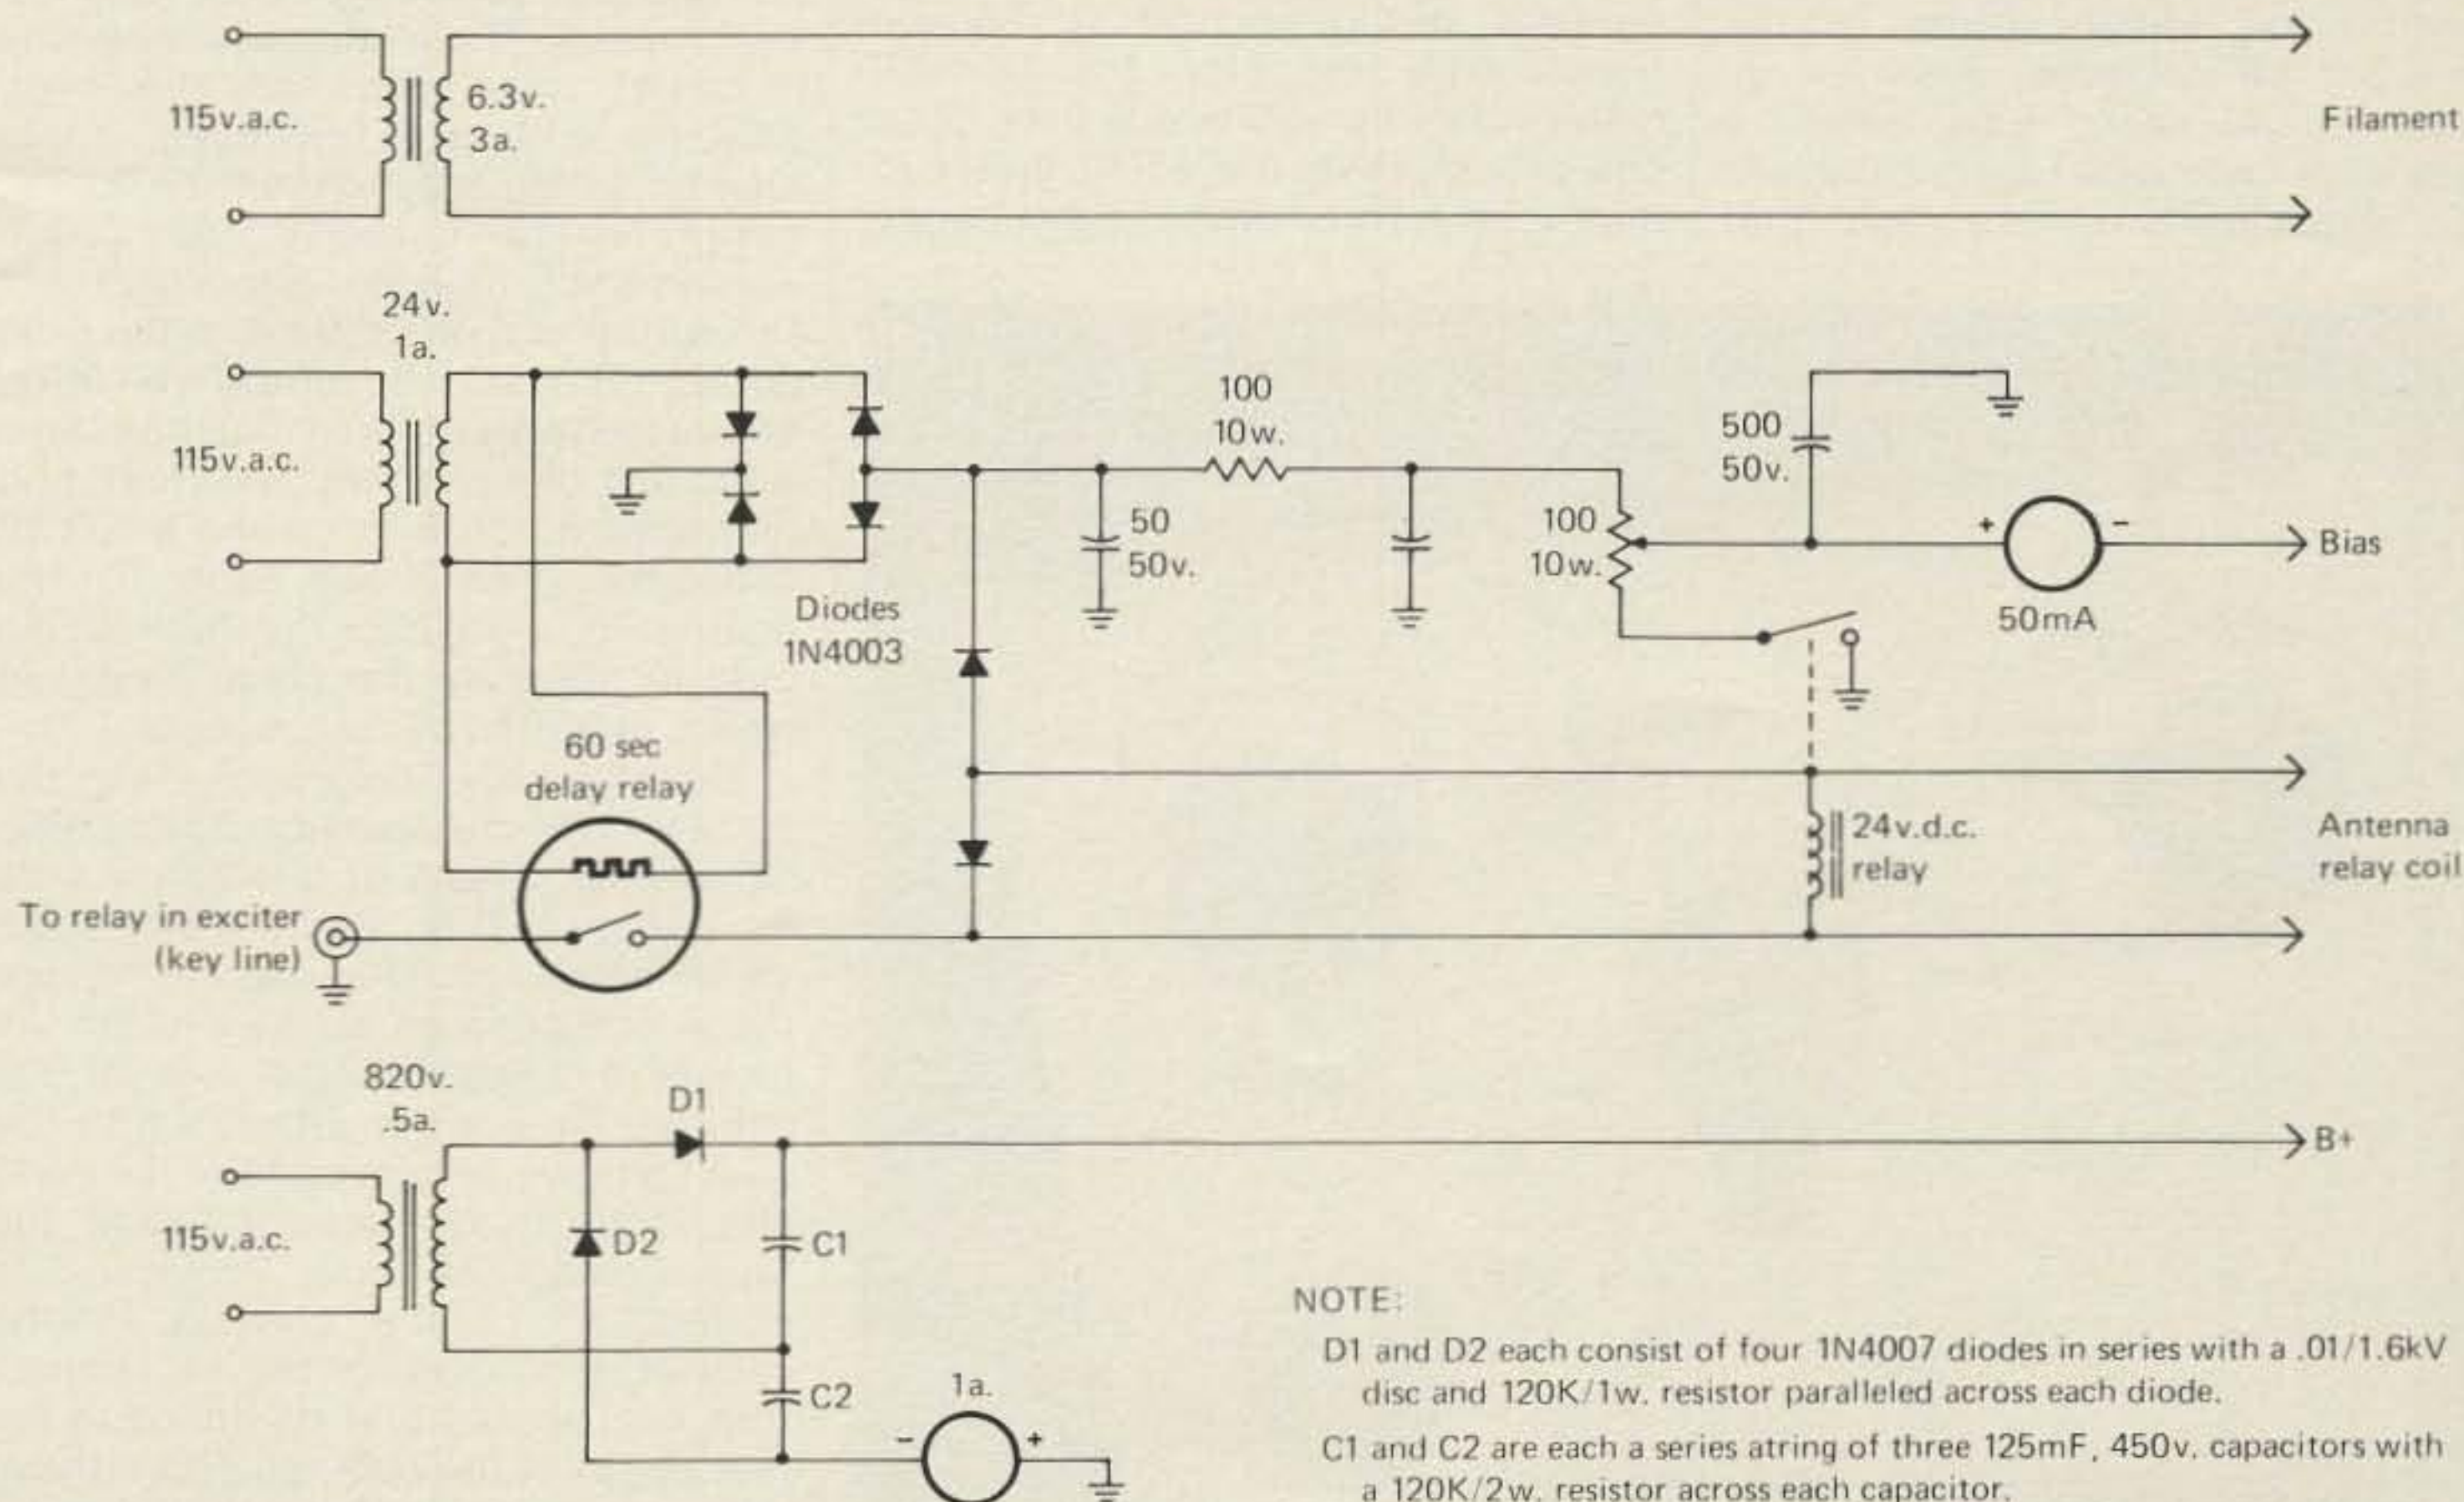 115v.a.c.
6.3v.
3a.
Filament
24v.
1a.
115v.a.c.
Diodes
1N4003
100
10w.
50
50v.
100
10w.
500
50v.
+
-
50mA
Bias
60 sec
delay relay
24v.d.c.
relay
Antenna
relay coil
To relay in exciter
(key line)
820v.
.5a.
115v.a.c.
D1
D2
C1
C2
1a.
-
+
B+
NOTE:
D1 and D2 each consist of four 1N4007 diodes in series with a .01/1.6kV
disc and 120K/1w. resistor paralleled across each diode.
C1 and C2 are each a series atring of three 125mF, 450v. capacitors with
a 120K/2w. resistor across each capacitor.